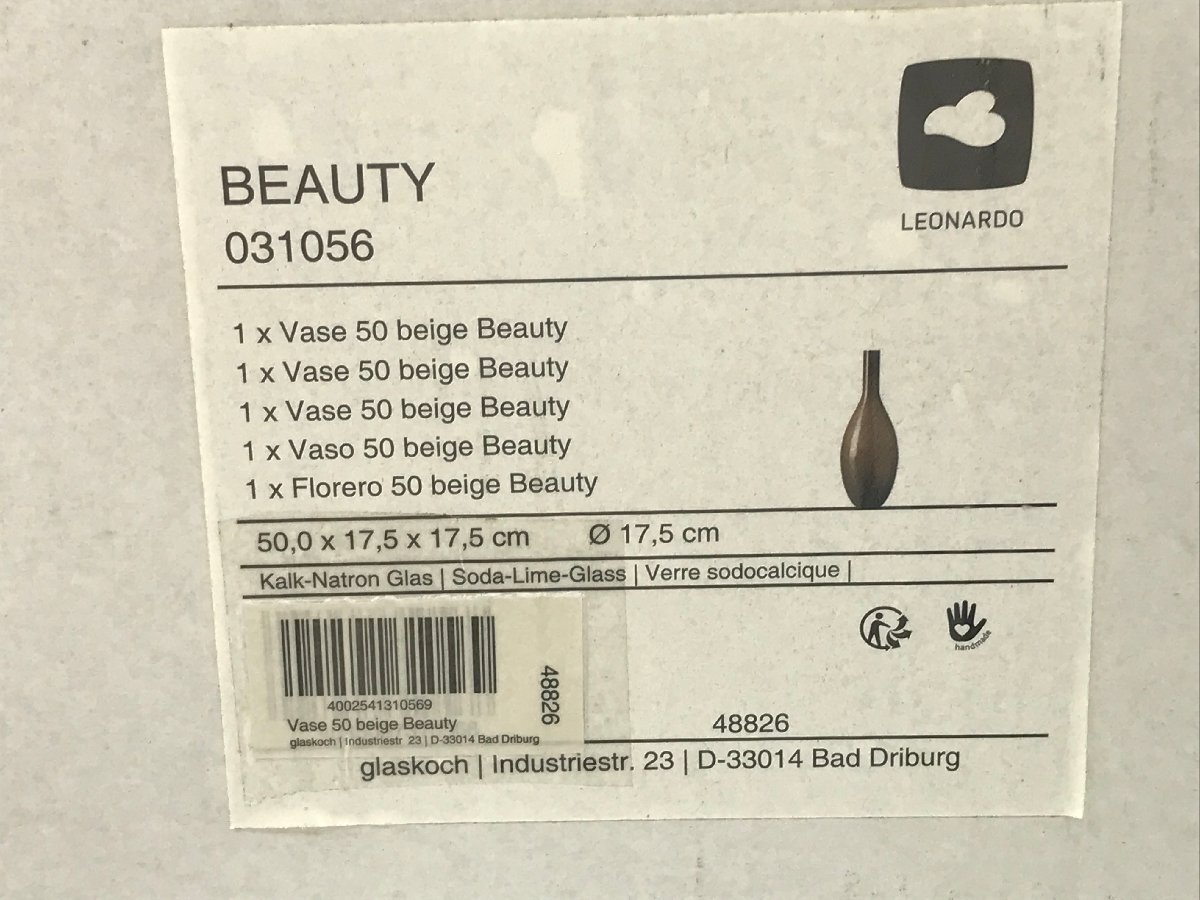 LEONARDO
BEAUTY
031056
1 x Vase 50 beige Beauty
1 x Vase 50 beige Beauty
1 x Vase 50 beige Beauty
1 x Vaso 50 beige Beauty
1 x Florero 50 beige Beauty
50,0 x 17,5 x 17,5 cm Ø 17,5 cm
Kalk-Natron Glas | Soda-Lime-Glass | Verre sodocalcique |
handmade
4002541310569
48826
Vase 50 beige Beauty
glaskoch | Industriestr. 23 | D-33014 Bad Driburg
48826
glaskoch | Industriestr. 23 | D-33014 Bad Driburg